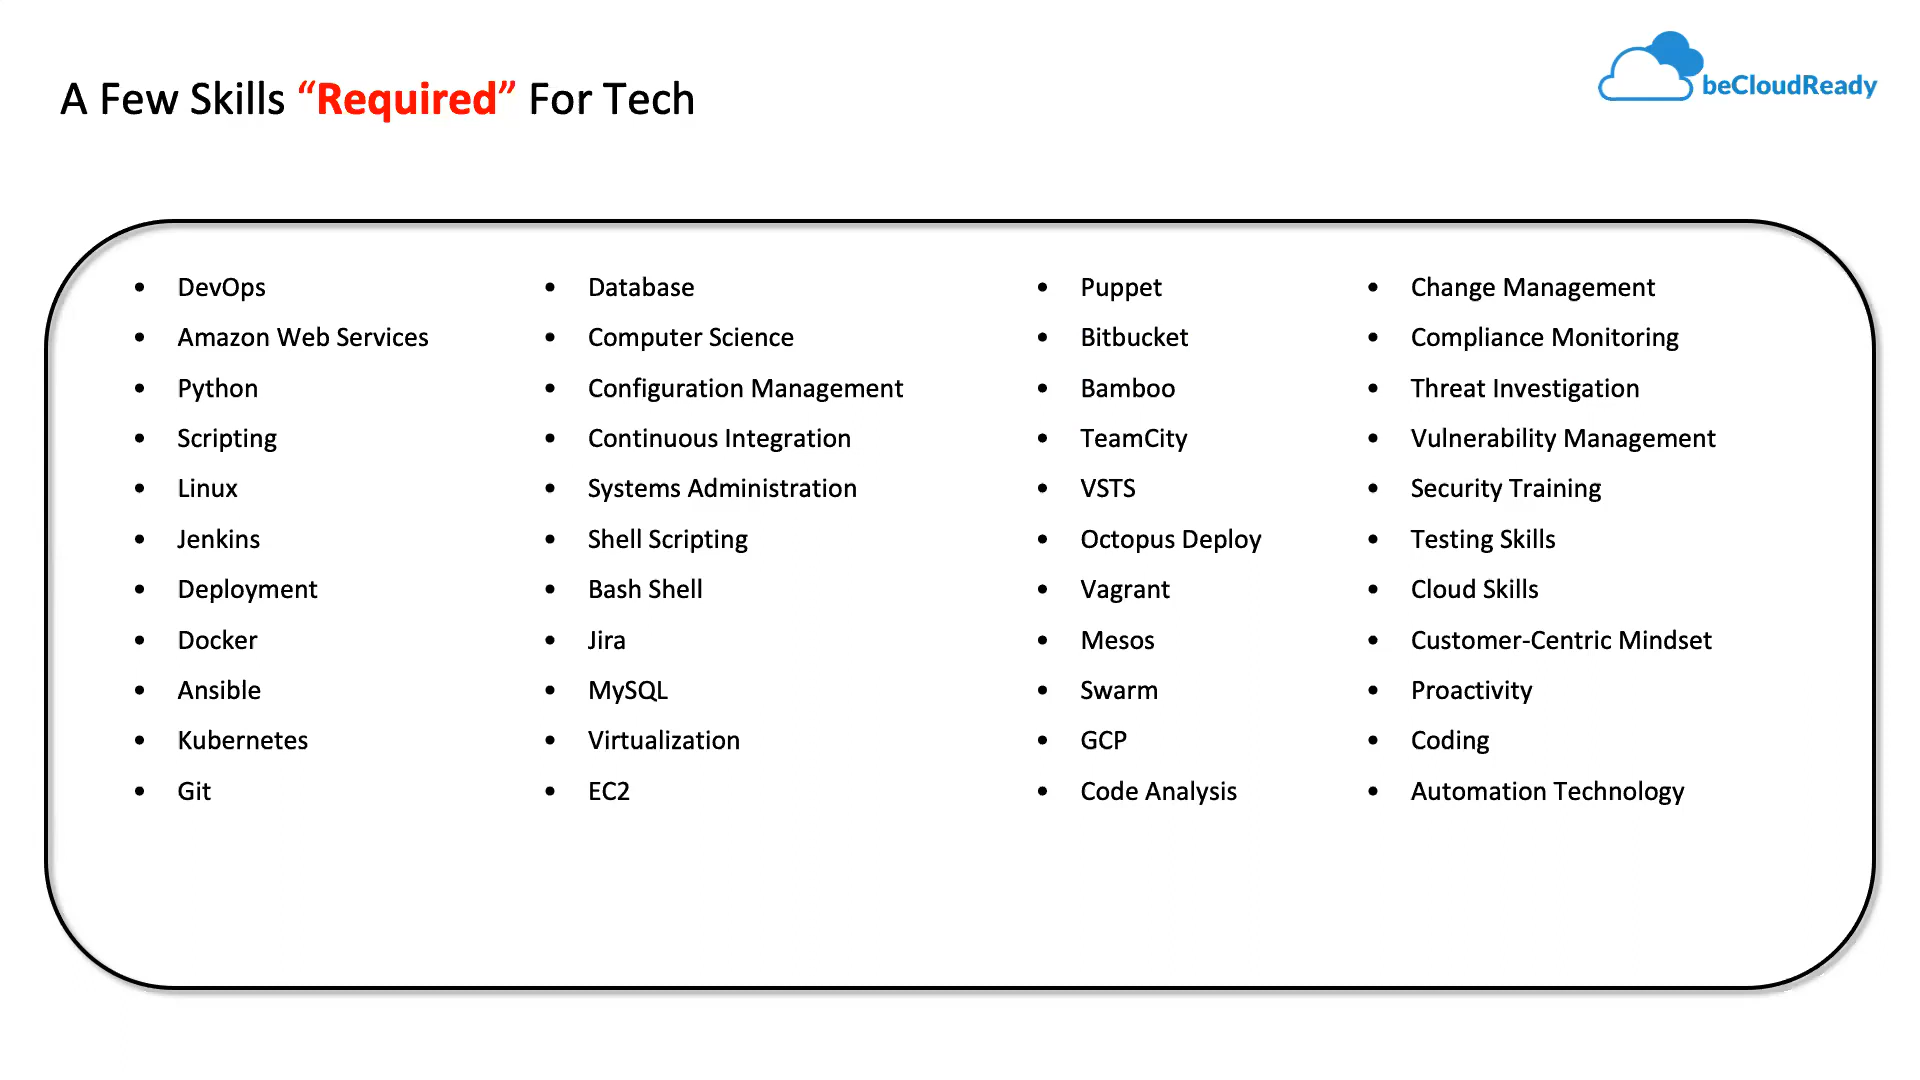 A Few Skills “Required” For Tech
beCloudReady
• DevOps
• Amazon Web Services
• Python
• Scripting
• Linux
• Jenkins
• Deployment
• Docker
• Ansible
• Kubernetes
• Git
• Database
• Computer Science
• Configuration Management
• Continuous Integration
• Systems Administration
• Shell Scripting
• Bash Shell
• Jira
• MySQL
• Virtualization
• EC2
• Puppet
• Bitbucket
• Bamboo
• TeamCity
• VSTS
• Octopus Deploy
• Vagrant
• Mesos
• Swarm
• GCP
• Code Analysis
• Change Management
• Compliance Monitoring
• Threat Investigation
• Vulnerability Management
• Security Training
• Testing Skills
• Cloud Skills
• Customer-Centric Mindset
• Proactivity
• Coding
• Automation Technology